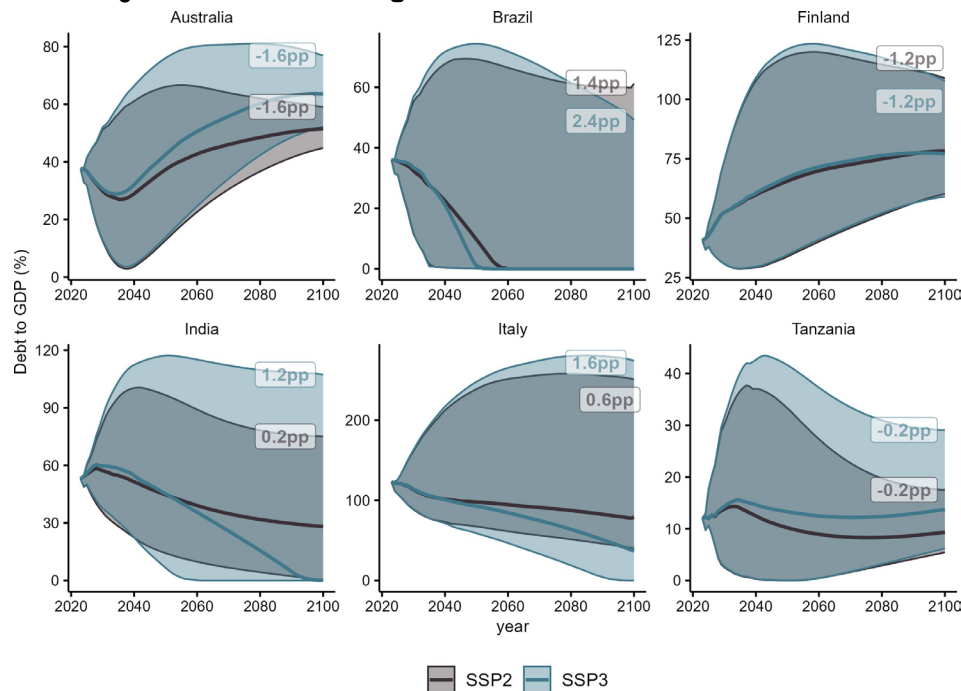 Australia
Brazil
Finland
80
60
40
20
0
-1.6pp
-1.6pp
2020 2040 2060 2080 2100
60
40
20
0
1.4pp
2.4pp
2020 2040 2060 2080 2100
125
100
75
50
25
-1.2pp
-1.2pp
2020 2040 2060 2080 2100
Debt to GDP (%)
India
Italy
Tanzania
120
90
60
30
0
1.2pp
0.2pp
2020 2040 2060 2080 2100
200
100
0
1.6pp
0.6pp
2020 2040 2060 2080 2100
40
30
20
10
0
-0.2pp
-0.2pp
2020 2040 2060 2080 2100
year
SSP2 SSP3